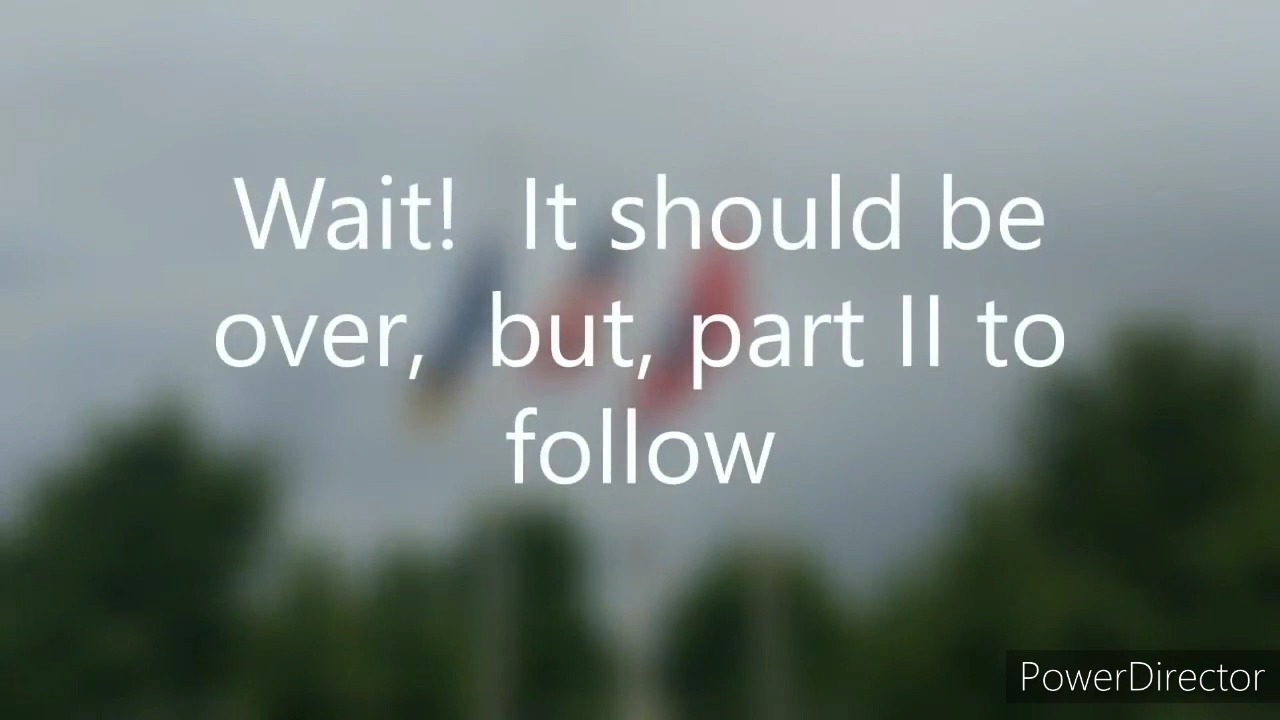 Wait!  It should be
over,  but, part II to
follow
PowerDirector